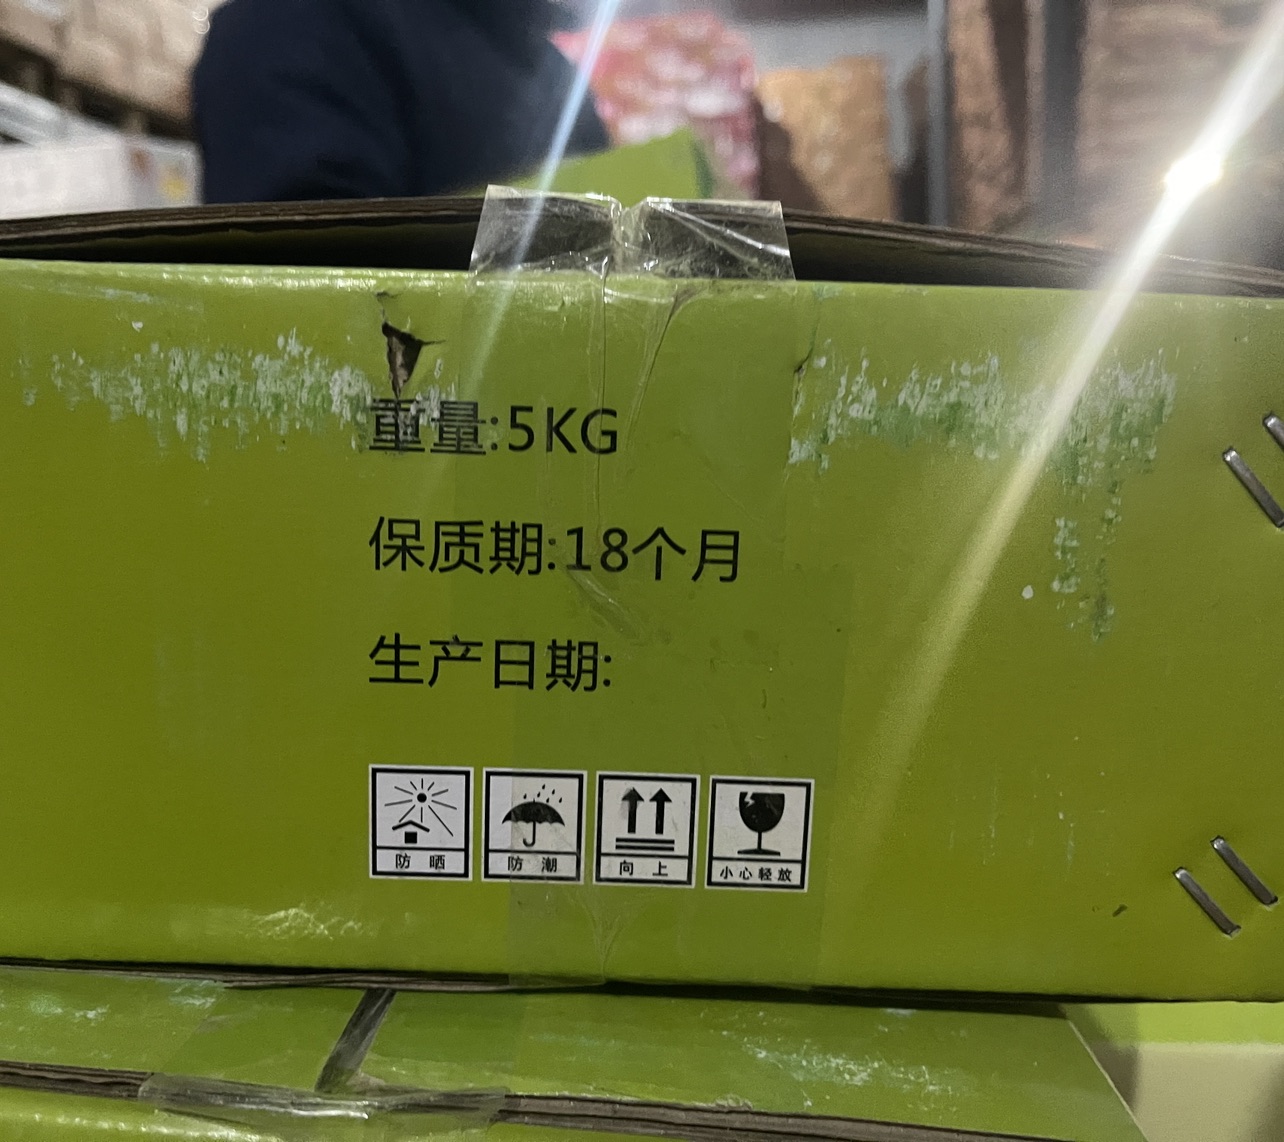 重量:5KG
保质期:18个月
生产日期:
防晒
防潮
向上
小心轻放